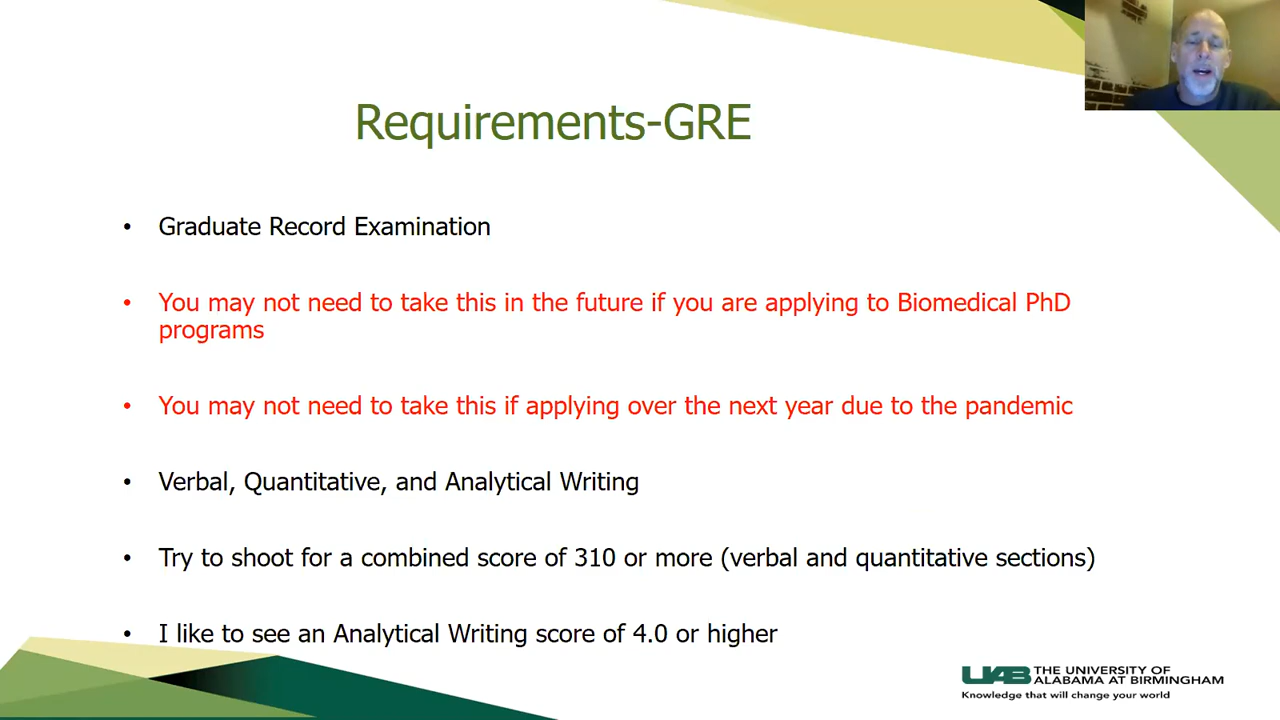 Requirements-GRE
• Graduate Record Examination
• You may not need to take this in the future if you are applying to Biomedical PhD
programs
• You may not need to take this if applying over the next year due to the pandemic
• Verbal, Quantitative, and Analytical Writing
• Try to shoot for a combined score of 310 or more (verbal and quantitative sections)
• I like to see an Analytical Writing score of 4.0 or higher
UAB THE UNIVERSITY OF
ALABAMA AT BIRMINGHAM
Knowledge that will change your world